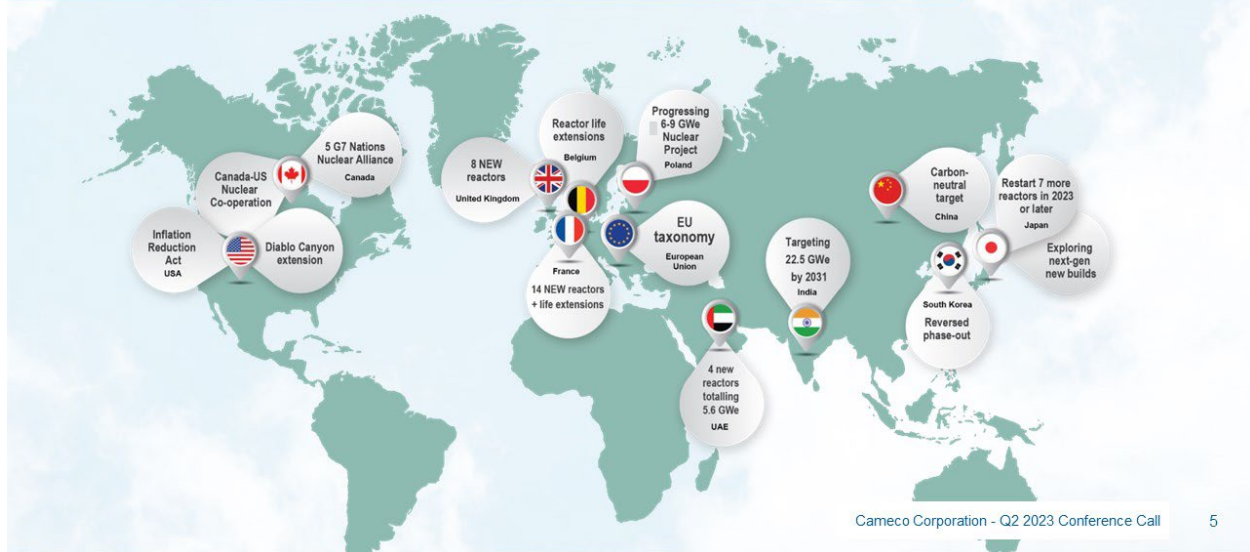 5 G7 Nations
Nuclear Alliance
Canada
Canada-US
Nuclear
Co-operation
Inflation
Reduction
Act
USA
Diablo Canyon
extension
8 NEW
reactors
United Kingdom
Reactor life
extensions
Belgium
Progressing
6-9 GWe
Nuclear
Project
Poland
France
14 NEW reactors
+ life extensions
EU
taxonomy
European
Union
4 new
reactors
totalling
5.6 GWe
UAE
Targeting
22.5 GWe
by 2031
India
Carbon-
neutral
target
China
South Korea
Reversed
phase-out
Restart 7 more
reactors in 2023
or later
Japan
Exploring
next-gen
new builds
Cameco Corporation - Q2 2023 Conference Call 5